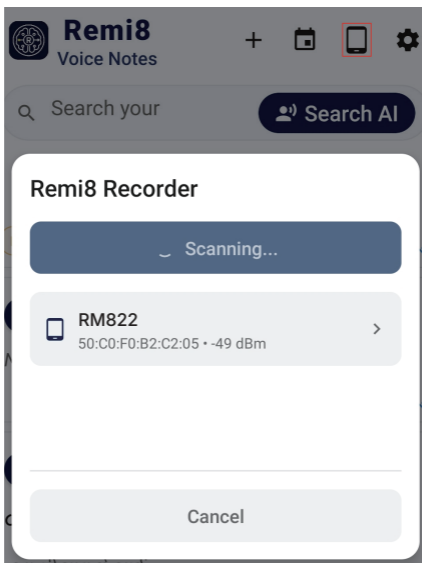 Remi8
Voice Notes
Search your
Search AI
Remi8 Recorder
Scanning...
RM822
50:C0:F0:B2:C2:05 • -49 dBm
Cancel